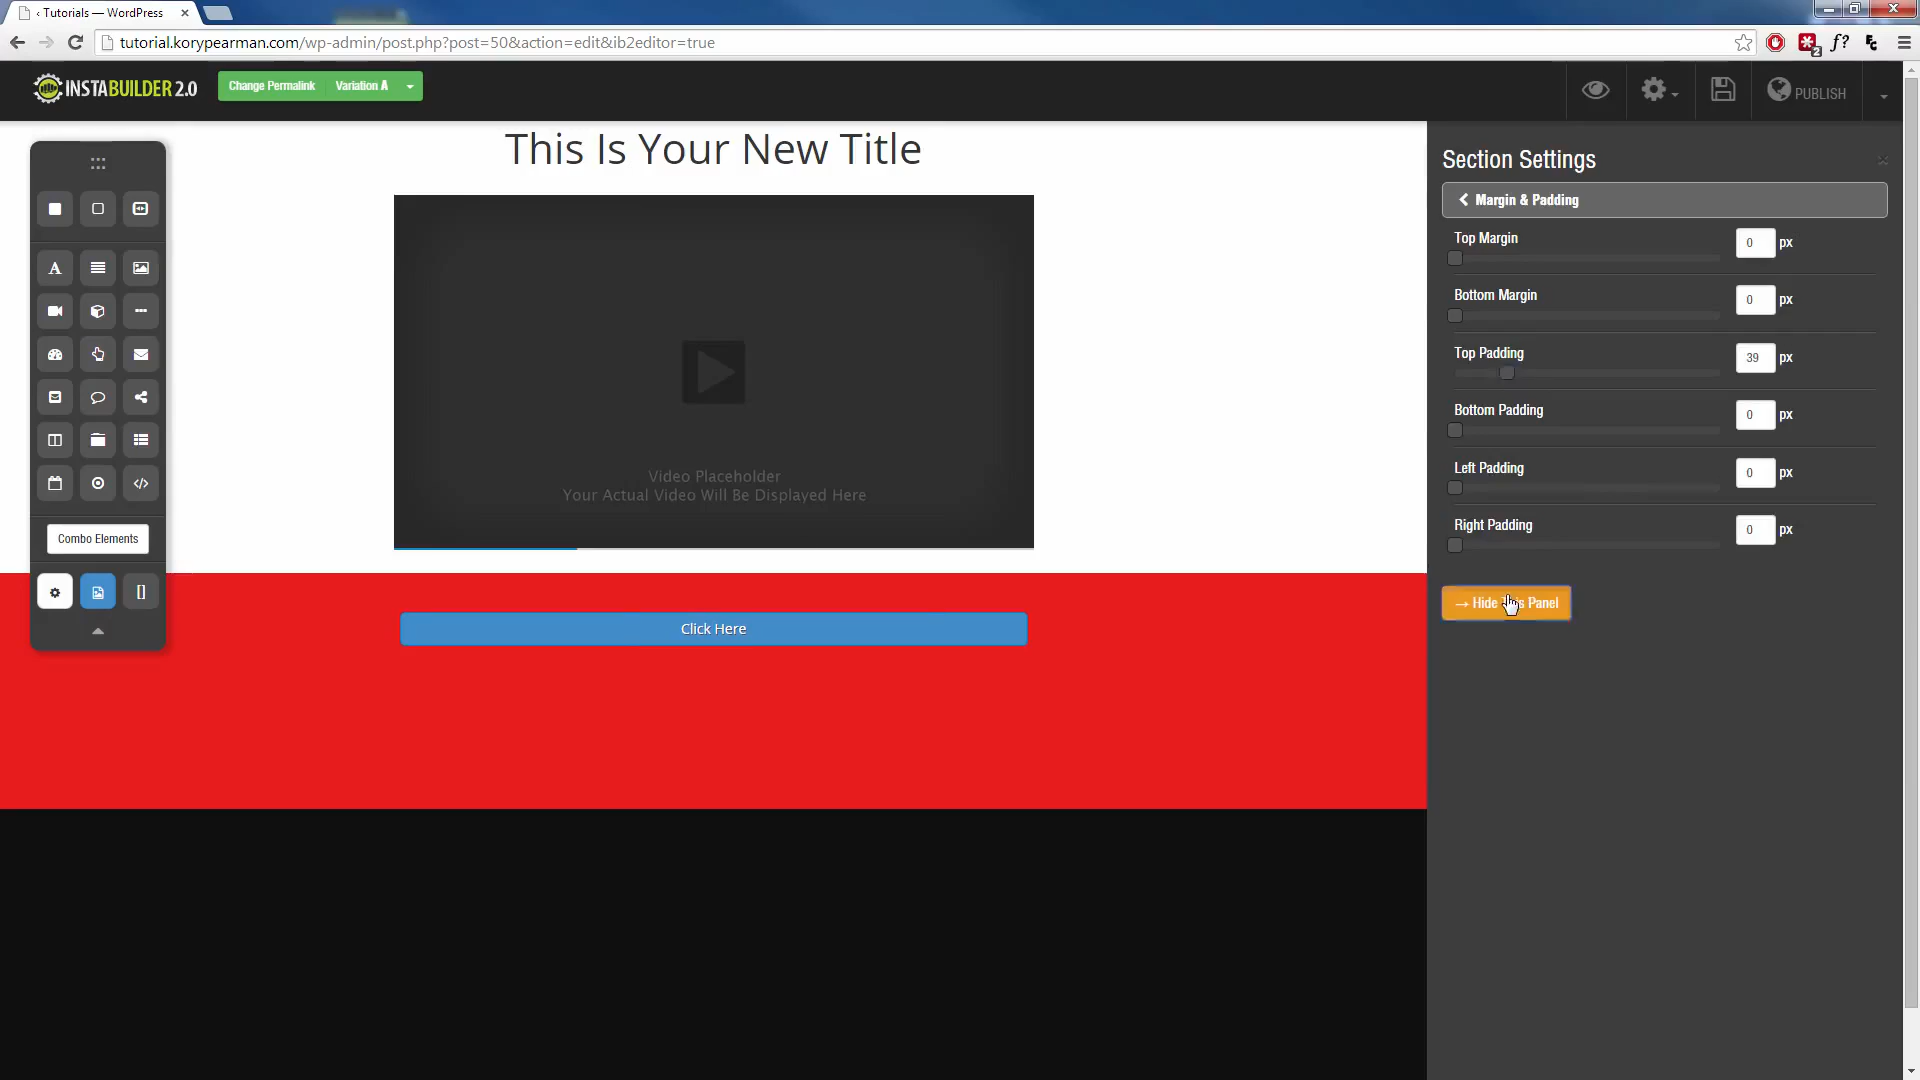 ‹ Tutorials — WordPress
tutorial.korypearman.com/wp-admin/post.php?post=50&action=edit&ib2editor=true
2
f?
INSTABUILDER 2.0
Change Permalink
Variation A
PUBLISH
This Is Your New Title
Video Placeholder
Your Actual Video Will Be Displayed Here
Click Here
A
Combo Elements
[]
Section Settings
Margin & Padding
Top Margin
0 px
Bottom Margin
0 px
Top Padding
39 px
Bottom Padding
0 px
Left Padding
0 px
Right Padding
0 px
→ Hide Panel